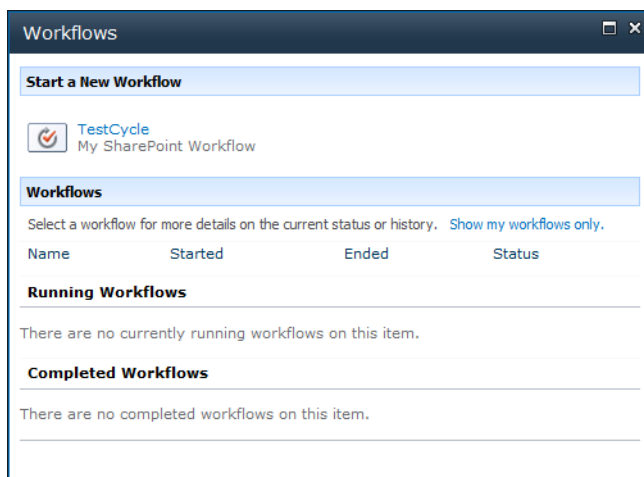 Workflows
Start a New Workflow
TestCycle
My SharePoint Workflow
Workflows
Select a workflow for more details on the current status or history. Show my workflows only.
Name Started Ended Status
Running Workflows
There are no currently running workflows on this item.
Completed Workflows
There are no completed workflows on this item.